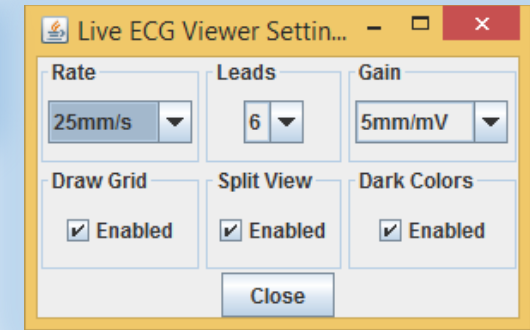 Live ECG Viewer Settin...
Rate Leads Gain
25mm/s 6 5mm/mV
Draw Grid Split View Dark Colors
Enabled Enabled Enabled
Close